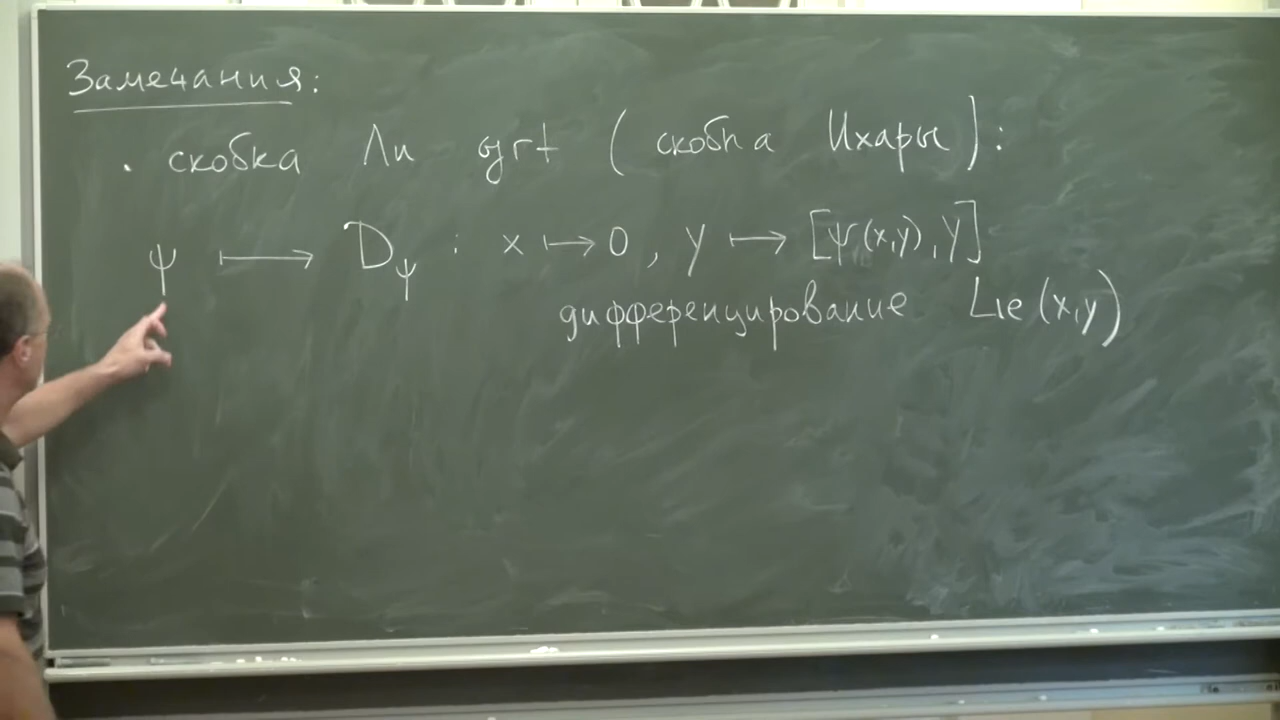 Замечания:
· скобка Ли grt (скобка Ихары):
ψ ⟼ D_ψ : x ⟼ 0, y ⟼ [ψ(x,y), y]
дифференцирование Lie(x,y)